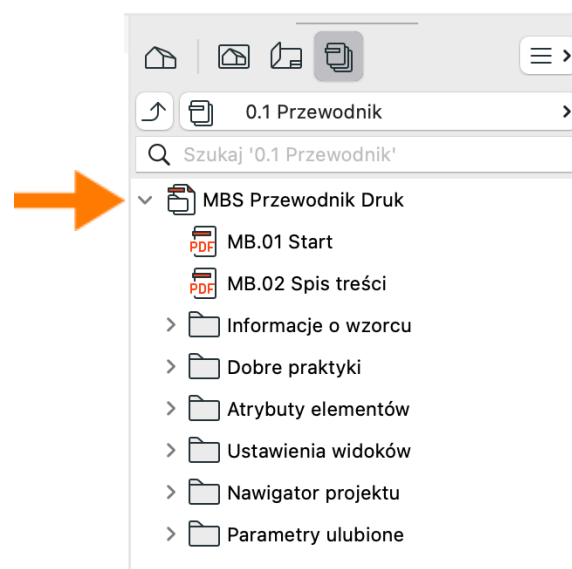 0.1 Przewodnik
Szukaj '0.1 Przewodnik'
MBS Przewodnik Druk
PDF MB.01 Start
PDF MB.02 Spis treści
Informacje o wzorcu
Dobre praktyki
Atrybuty elementów
Ustawienia widoków
Nawigator projektu
Parametry ulubione